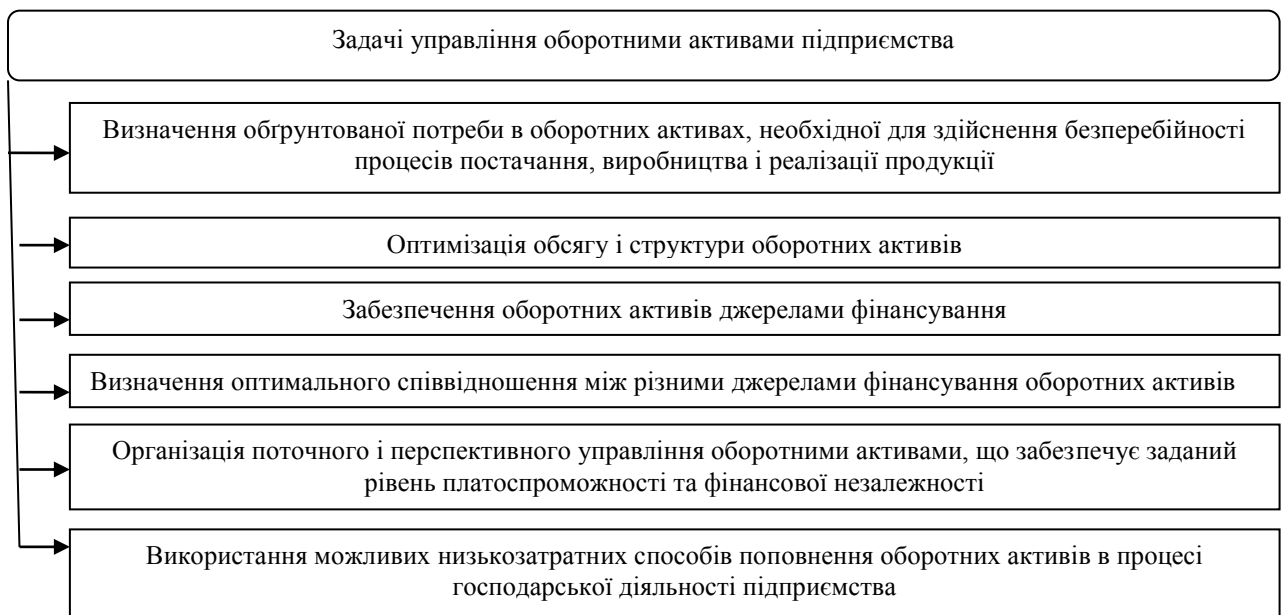 Задачі управління оборотними активами підприємства
Визначення обґрунтованої потреби в оборотних активах, необхідної для здійснення безперебійності
процесів постачання, виробництва і реалізації продукції
Оптимізація обсягу і структури оборотних активів
Забезпечення оборотних активів джерелами фінансування
Визначення оптимального співвідношення між різними джерелами фінансування оборотних активів
Організація поточного і перспективного управління оборотними активами, що забезпечує заданий
рівень платоспроможності та фінансової незалежності
Використання можливих низькозатратних способів поповнення оборотних активів в процесі
господарської діяльності підприємства